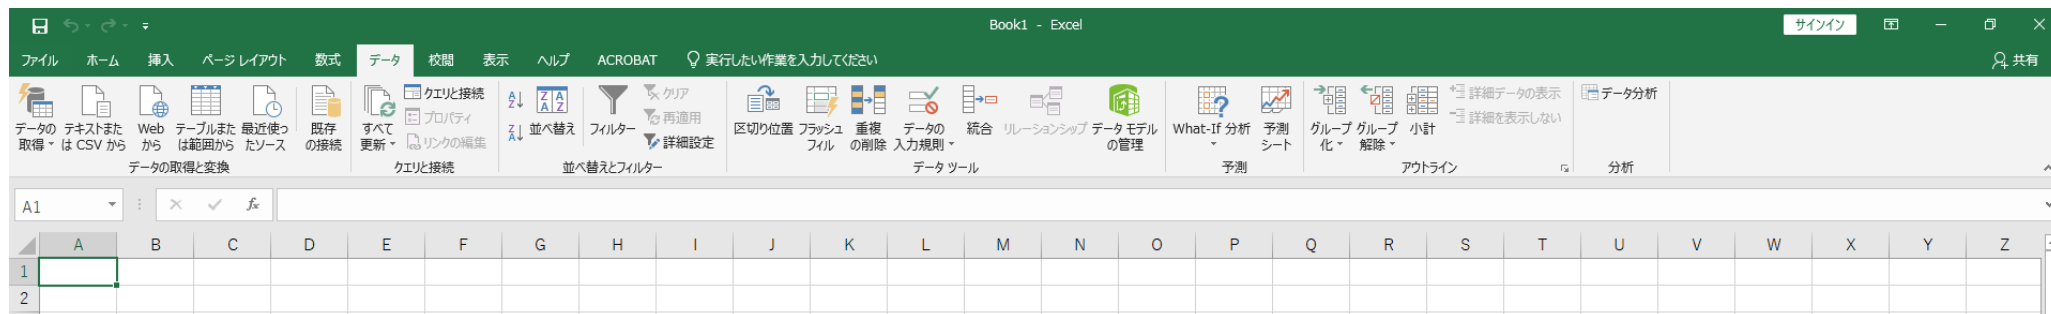 Book1 - Excel サインイン
ファイル ホーム 挿入 ページ レイアウト 数式 データ 校閲 表示 ヘルプ ACROBAT 実行したい作業を入力してください 共有
データの取得 テキストまたは CSV から Web から テーブルまたは範囲から 最近使ったソース 既存の接続
データの取得と変換
すべて更新 クエリと接続 プロパティ リンクの編集
クエリと接続
並べ替え フィルター クリア 再適用 詳細設定
並べ替えとフィルター
区切り位置 フラッシュ フィル 重複の削除 データの入力規則 統合 リレーションシップ データ モデルの管理
データ ツール
What-If 分析 予測シート
予測
グループ化 グループ解除 小計 詳細データの表示 詳細を表示しない
アウトライン
データ分析
分析
A1 fx
A B C D E F G H I J K L M N O P Q R S T U V W X Y Z
1
2